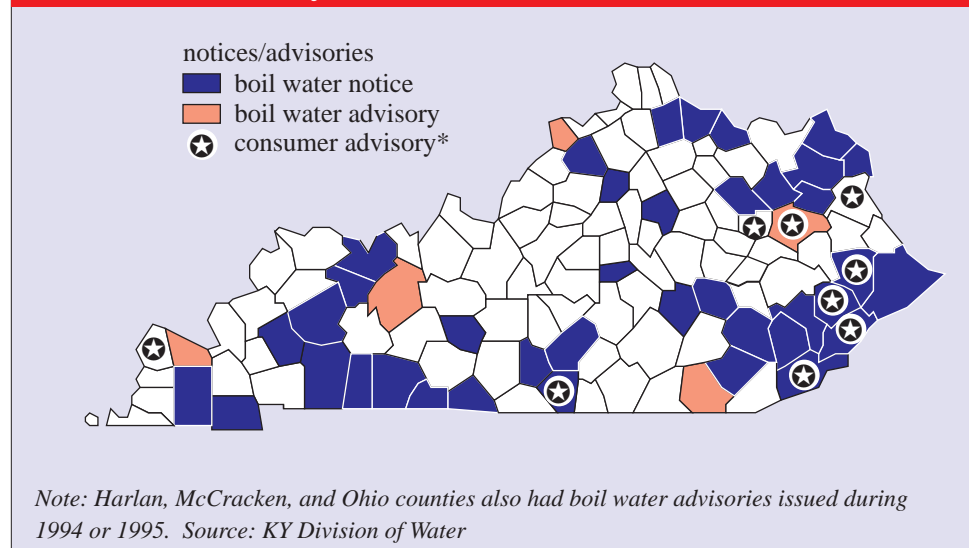 notices/advisories
boil water notice
boil water advisory
consumer advisory*
Note: Harlan, McCracken, and Ohio counties also had boil water advisories issued during
1994 or 1995. Source: KY Division of Water